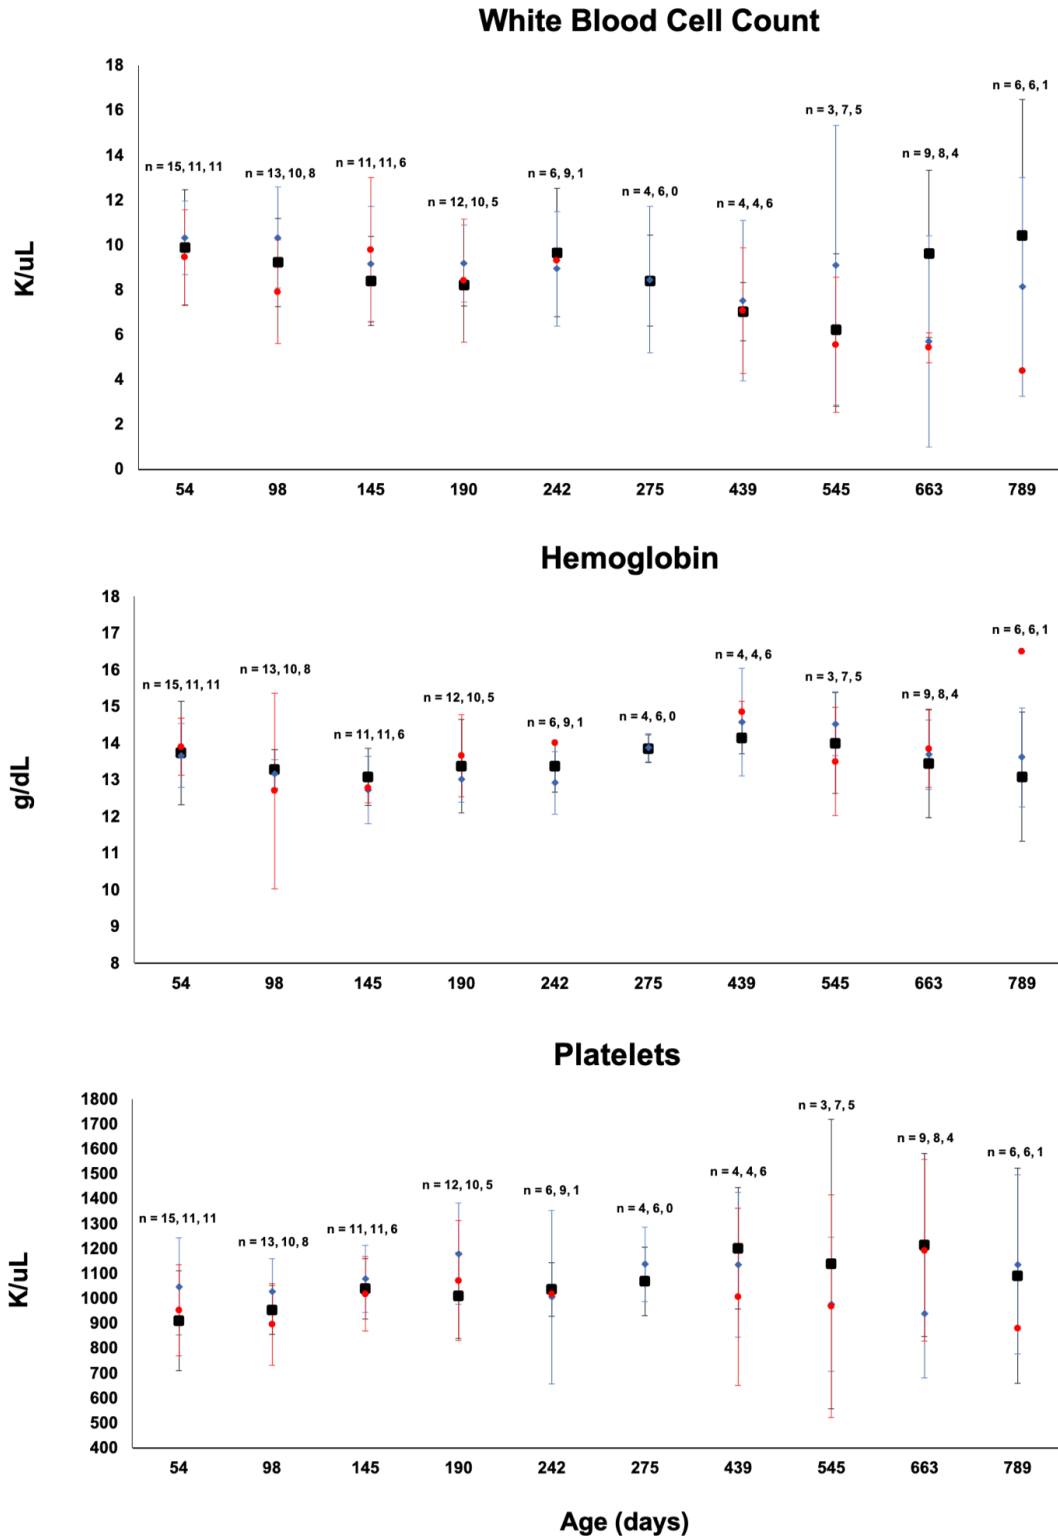 White Blood Cell Count
18
n = 6, 6, 1
16
n = 3, 7, 5
14
n = 15, 11, 11
n = 13, 10, 8
n = 11, 11, 6
n = 6, 9, 1
n = 9, 8, 4
12
n = 12, 10, 5
n = 4, 6, 0
n = 4, 4, 6
10
K/uL
8
6
4
2
0
54 98 145 190 242 275 439 545 663 789
Hemoglobin
18
17
n = 6, 6, 1
16
n = 13, 10, 8
n = 4, 4, 6
15
n = 15, 11, 11
n = 12, 10, 5
n = 3, 7, 5
n = 9, 8, 4
14
n = 11, 11, 6
n = 6, 9, 1
n = 4, 6, 0
13
g/dL
12
11
10
9
8
54 98 145 190 242 275 439 545 663 789
Platelets
1800
n = 3, 7, 5
1700
1600
n = 9, 8, 4
1500
n = 12, 10, 5
n = 6, 9, 1
n = 4, 4, 6
n = 6, 6, 1
1400
1300
n = 15, 11, 11
n = 13, 10, 8
n = 11, 11, 6
n = 4, 6, 0
1200
1100
K/uL
1000
900
800
700
600
500
400
54 98 145 190 242 275 439 545 663 789
Age (days)